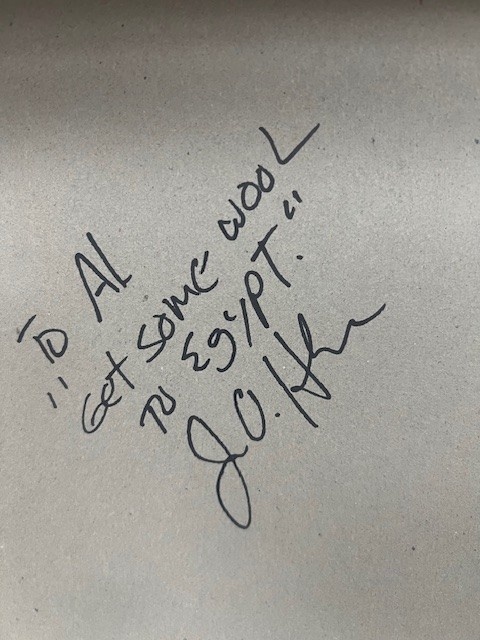 To Al
"Get some wool
to Egypt."
J.O.